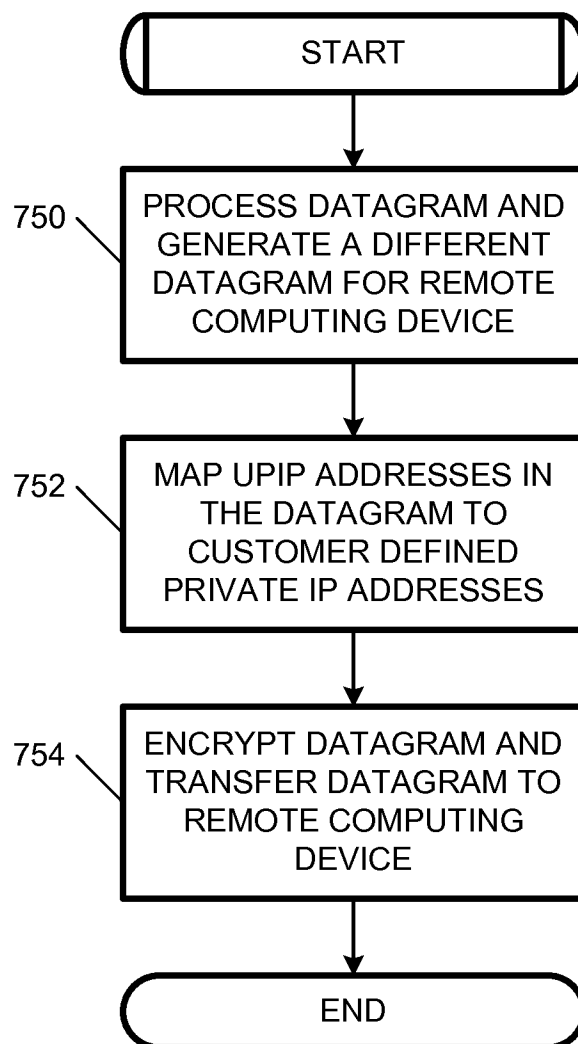 START
750
PROCESS DATAGRAM AND
GENERATE A DIFFERENT
DATAGRAM FOR REMOTE
COMPUTING DEVICE
752
MAP UPIP ADDRESSES IN
THE DATAGRAM TO
CUSTOMER DEFINED
PRIVATE IP ADDRESSES
754
ENCRYPT DATAGRAM AND
TRANSFER DATAGRAM TO
REMOTE COMPUTING
DEVICE
END